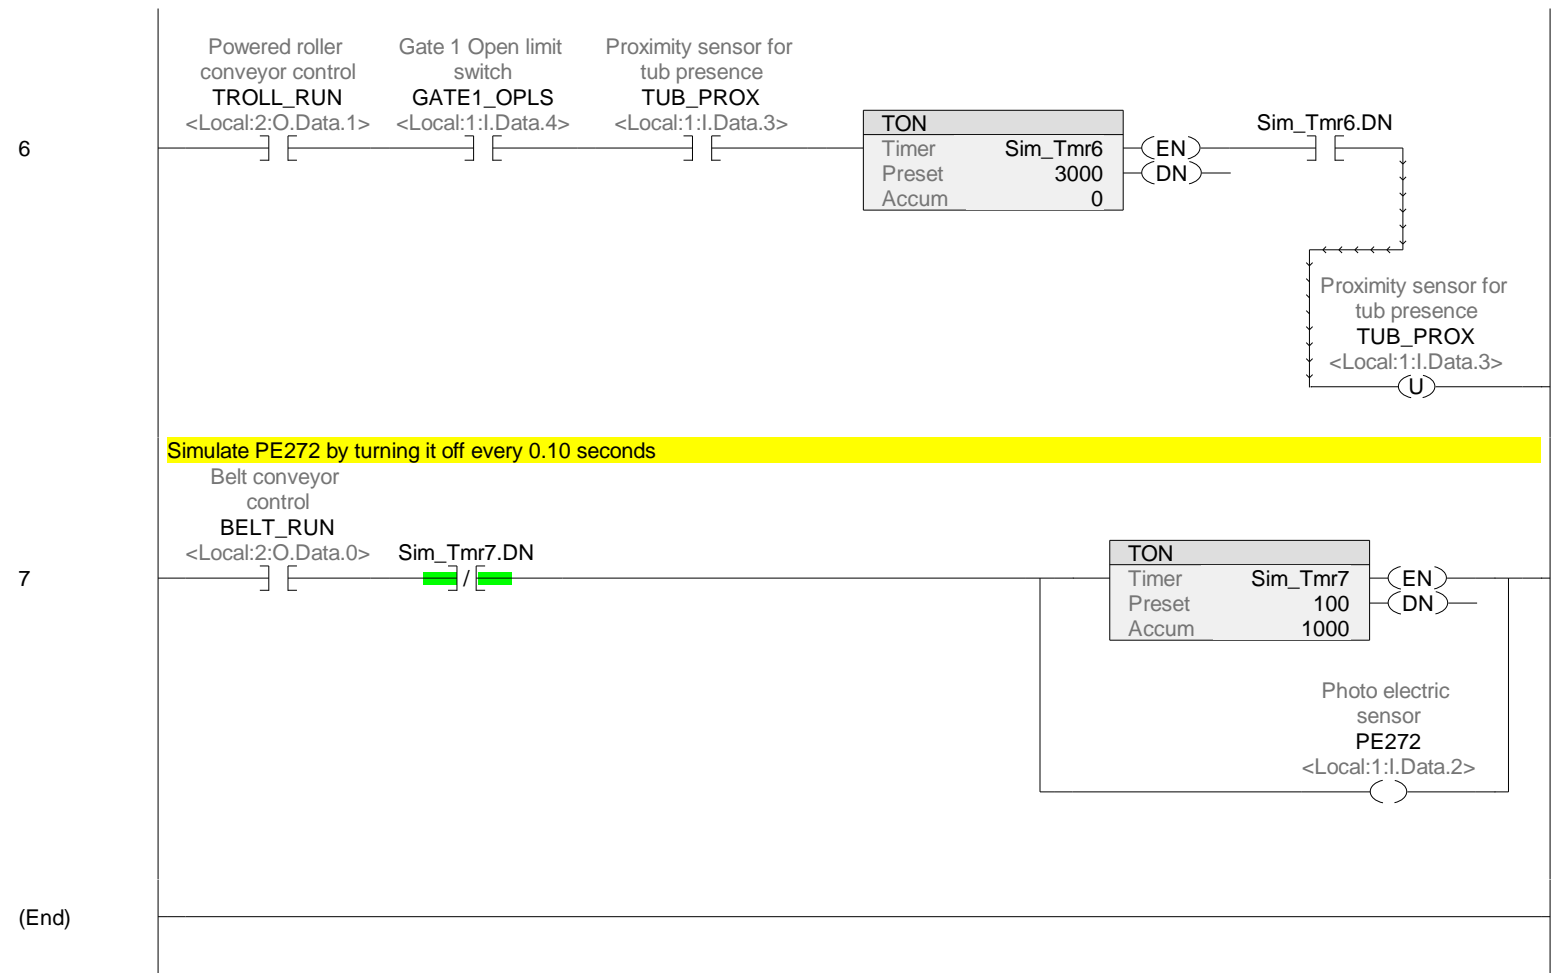 Powered roller
conveyor control
TROLL_RUN
<Local:2:O.Data.1>
Gate 1 Open limit
switch
GATE1_OPLS
<Local:1:I.Data.4>
Proximity sensor for
tub presence
TUB_PROX
<Local:1:I.Data.3>
6
TON
Timer Sim_Tmr6
Preset 3000
Accum 0
EN
DN
Sim_Tmr6.DN
Proximity sensor for
tub presence
TUB_PROX
<Local:1:I.Data.3>
U
Simulate PE272 by turning it off every 0.10 seconds
Belt conveyor
control
BELT_RUN
<Local:2:O.Data.0>
Sim_Tmr7.DN
/
7
TON
Timer Sim_Tmr7
Preset 100
Accum 1000
EN
DN
Photo electric
sensor
PE272
<Local:1:I.Data.2>
(End)